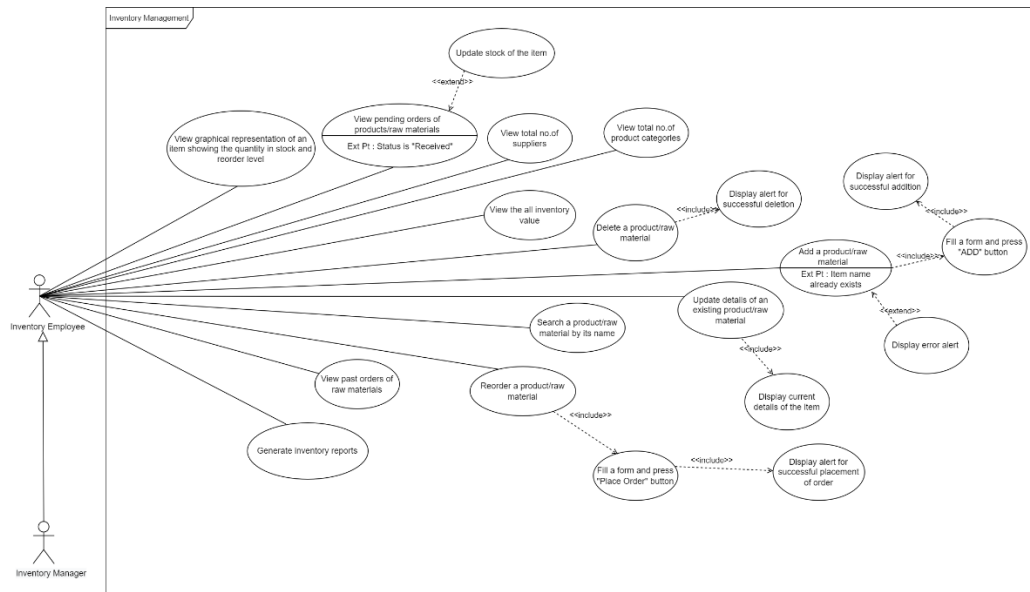 Inventory Management
Update stock of the item
<<extend>>
View pending orders of
products/raw materials
Ext Pt : Status is "Received"
View graphical representation of an
item showing the quantity in stock and
reorder level
View total no.of
suppliers
View total no.of
product categories
Display alert for
successful addition
<<include>>
Fill a form and press
"ADD" button
Display alert for
successful deletion
<<include>>
Delete a product/raw
material
View the all inventory
value
Add a product/raw
material
Ext Pt : Item name
already exists
<<include>>
Update details of an
existing product/raw
material
<<extend>>
Display error alert
Inventory Employee
Search a product/raw
material by its name
<<include>>
View past orders of
raw materials
Reorder a product/raw
material
Display current
details of the item
<<include>>
Generate inventory reports
Fill a form and press
"Place Order" button
<<include>>
Display alert for
successful placement
of order
Inventory Manager